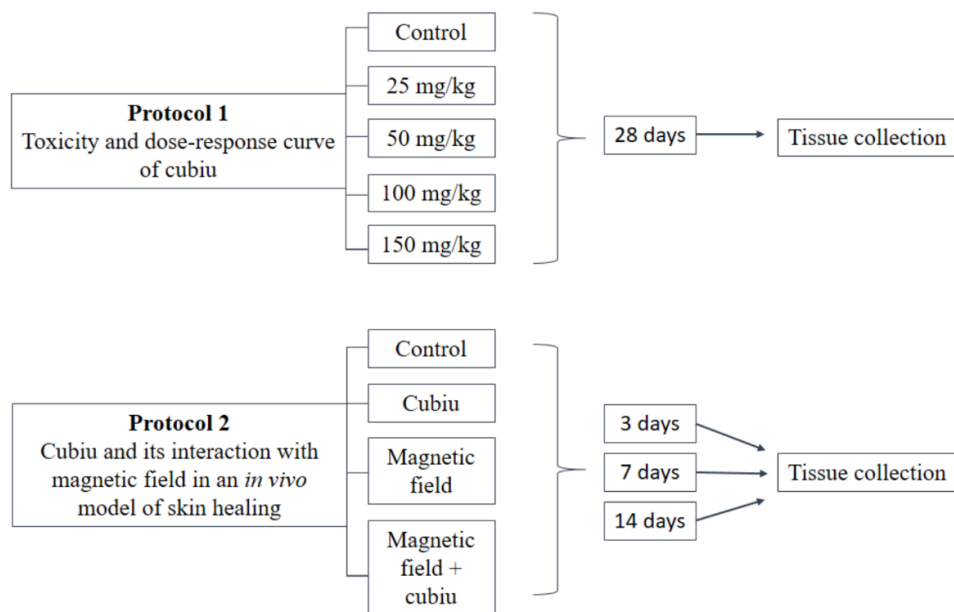 Control
25 mg/kg
Protocol 1
Toxicity and dose-response curve
of cubiu
50 mg/kg
100 mg/kg
150 mg/kg
28 days
Tissue collection
Control
Cubiu
Protocol 2
Cubiu and its interaction with
magnetic field in an in vivo
model of skin healing
Magnetic
field
Magnetic
field +
cubiu
3 days
7 days
14 days
Tissue collection